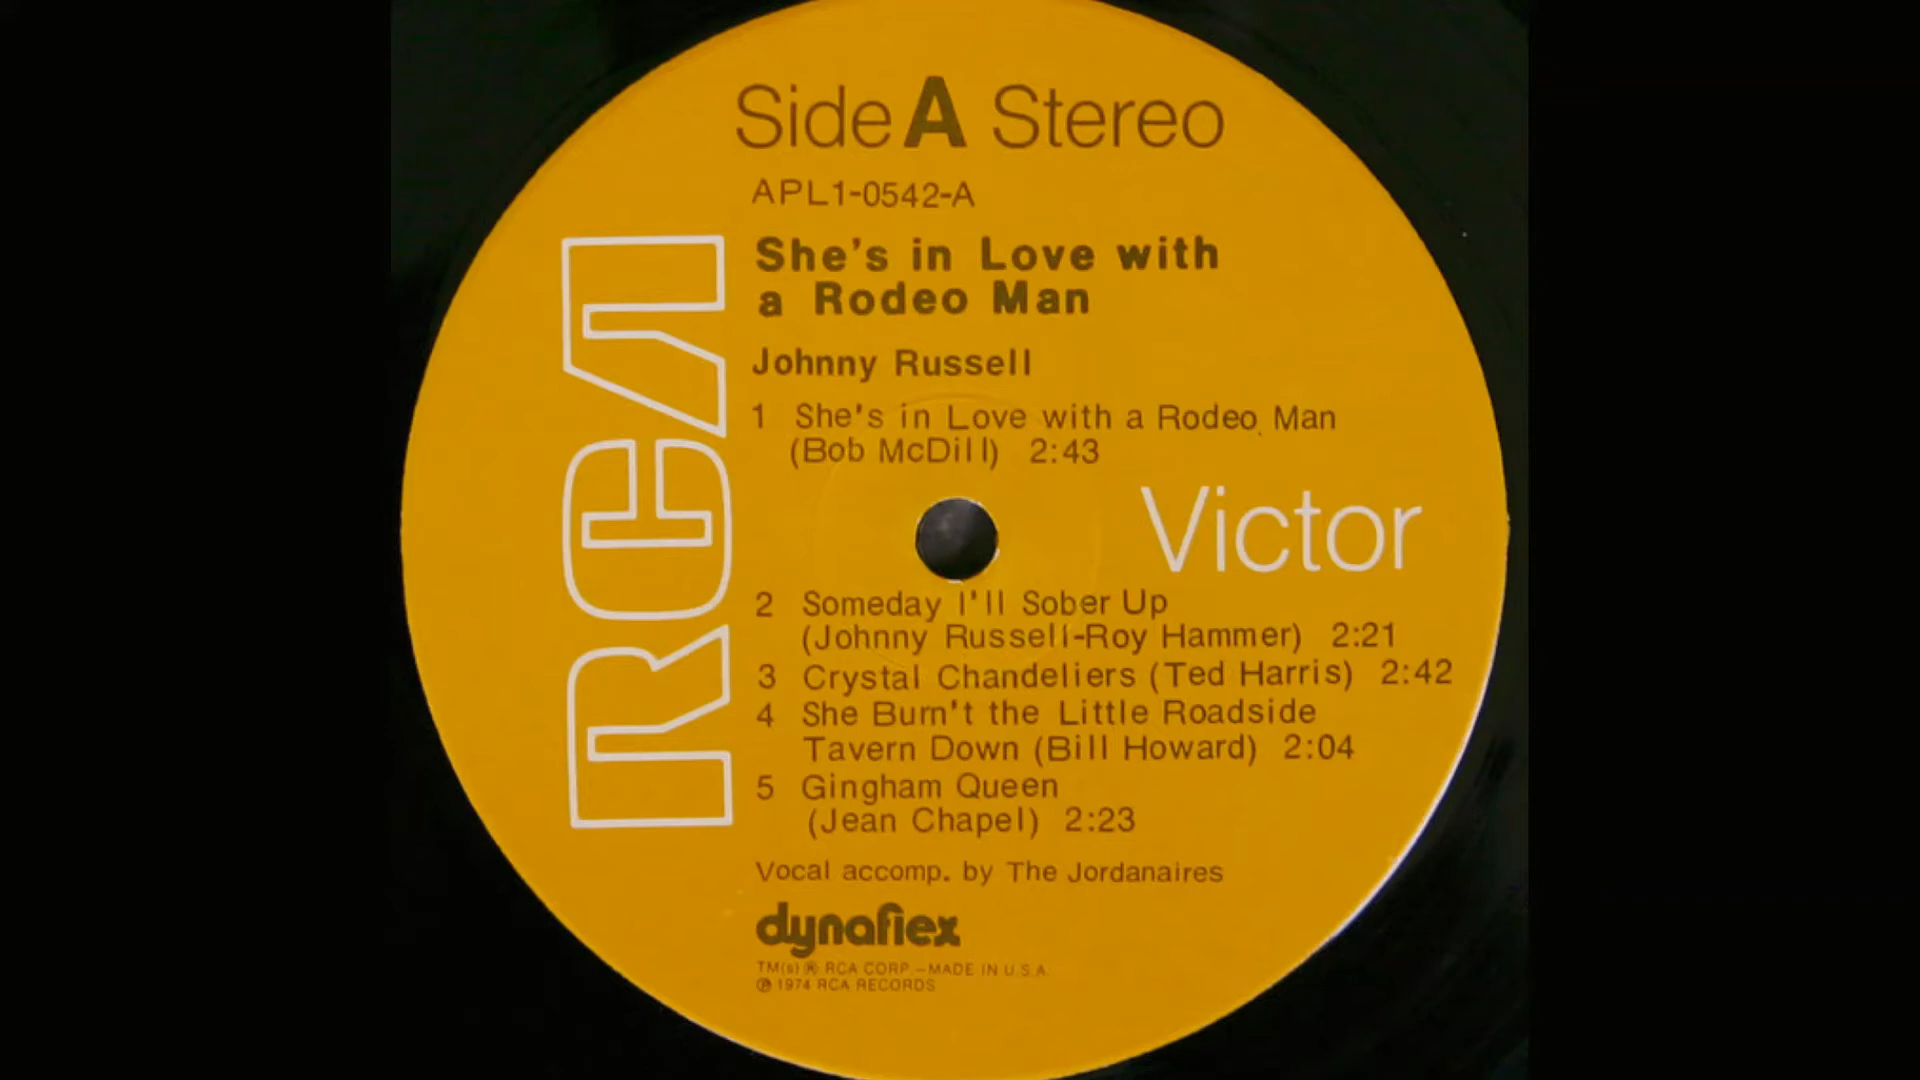 Side A Stereo
APL1-0542-A
She's in Love with
a Rodeo Man
Johnny Russell
1 She's in Love with a Rodeo Man
(Bob McDill) 2:43
RCA
Victor
2 Someday I'll Sober Up
(Johnny Russell-Roy Hammer) 2:21
3 Crystal Chandeliers (Ted Harris) 2:42
4 She Burn't the Little Roadside
Tavern Down (Bill Howard) 2:04
5 Gingham Queen
(Jean Chapel) 2:23
Vocal accomp. by The Jordanaires
dynaflex
TM(s) ® RCA CORP.–MADE IN U.S.A.
℗ 1974 RCA RECORDS